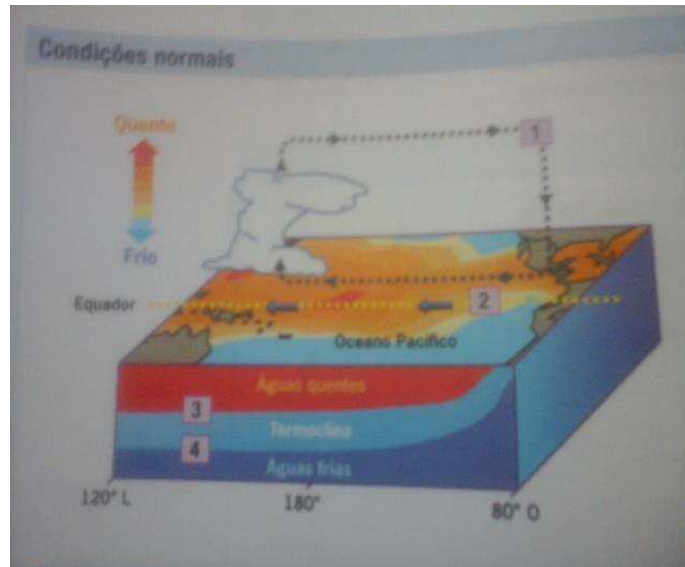 Condições normais
Quente
1
Frio
Equador
2
Oceano Pacífico
Águas quentes
3
Termoclina
4
Águas frias
120° L
180°
80° O